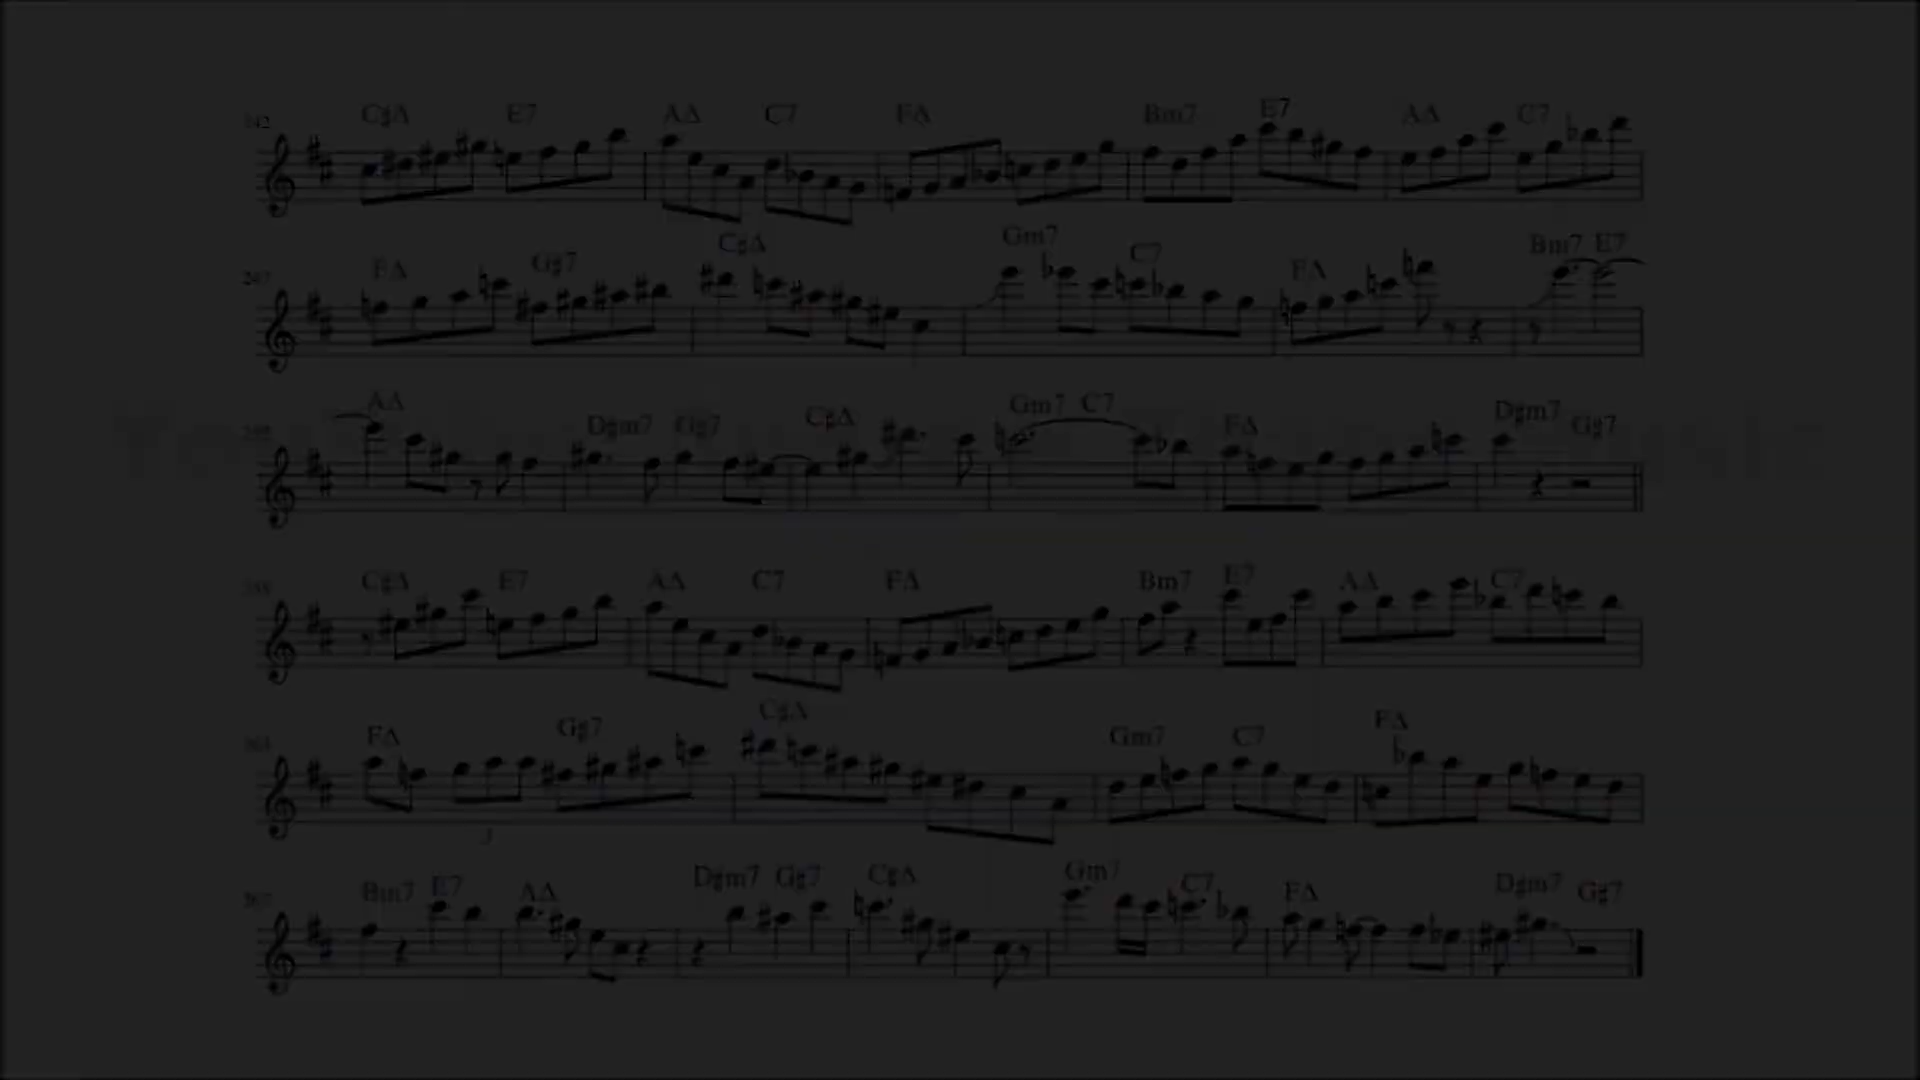 C♯Δ E7 AΔ C7 FΔ Bm7 E7 AΔ C7
FΔ G♯7 C♯Δ Gm7 C7 FΔ Bm7 E7
AΔ D♯m7 G♯7 C♯Δ Gm7 C7 FΔ D♯m7 G♯7
C♯Δ E7 AΔ C7 FΔ Bm7 E7 AΔ C7
FΔ G♯7 C♯Δ Gm7 C7 FΔ
3
Bm7 E7 AΔ D♯m7 G♯7 C♯Δ Gm7 C7 FΔ D♯m7 G♯7